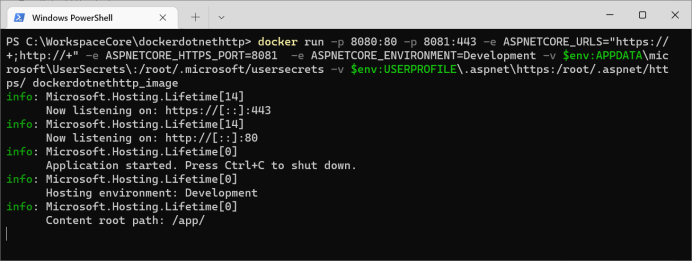 Windows PowerShell
PS C:\WorkspaceCore\dockerdotnethttp> docker run -p 8080:80 -p 8081:443 -e ASPNETCORE_URLS="https://
+;http://+" -e ASPNETCORE_HTTPS_PORT=8081  -e ASPNETCORE_ENVIRONMENT=Development -v $env:APPDATA\mic
rosoft\UserSecrets\:/root/.microsoft/usersecrets -v $env:USERPROFILE\.aspnet\https:/root/.aspnet/htt
ps/ dockerdotnethttp_image
info: Microsoft.Hosting.Lifetime[14]
      Now listening on: https://[::]:443
info: Microsoft.Hosting.Lifetime[14]
      Now listening on: http://[::]:80
info: Microsoft.Hosting.Lifetime[0]
      Application started. Press Ctrl+C to shut down.
info: Microsoft.Hosting.Lifetime[0]
      Hosting environment: Development
info: Microsoft.Hosting.Lifetime[0]
      Content root path: /app/